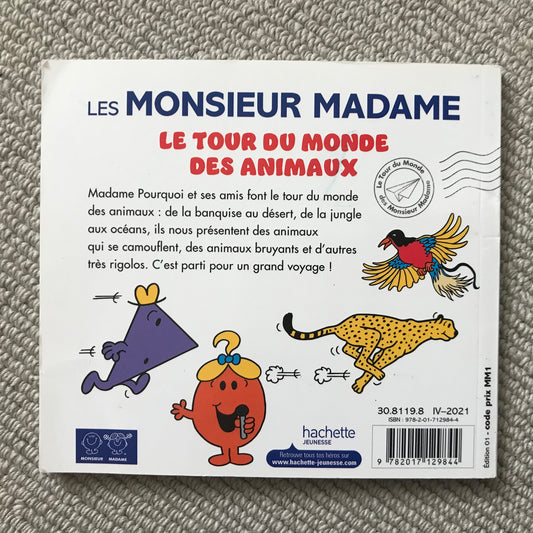 LES MONSIEUR MADAME
LE TOUR DU MONDE
DES ANIMAUX
Madame Pourquoi et ses amis font le tour du monde
des animaux : de la banquise au désert, de la jungle
aux océans, ils nous présentent des animaux
qui se camouflent, des animaux bruyants et d'autres
très rigolos. C'est parti pour un grand voyage !
Le Tour du Monde
des Monsieur Madame
MONSIEUR MADAME
hachette
JEUNESSE
Retrouve tous tes héros sur
www.hachette-jeunesse.com
30.8119.8 IV-2021
ISBN : 978-2-01-712984-4
9 782017 129844
Édition 01 - code prix MM1